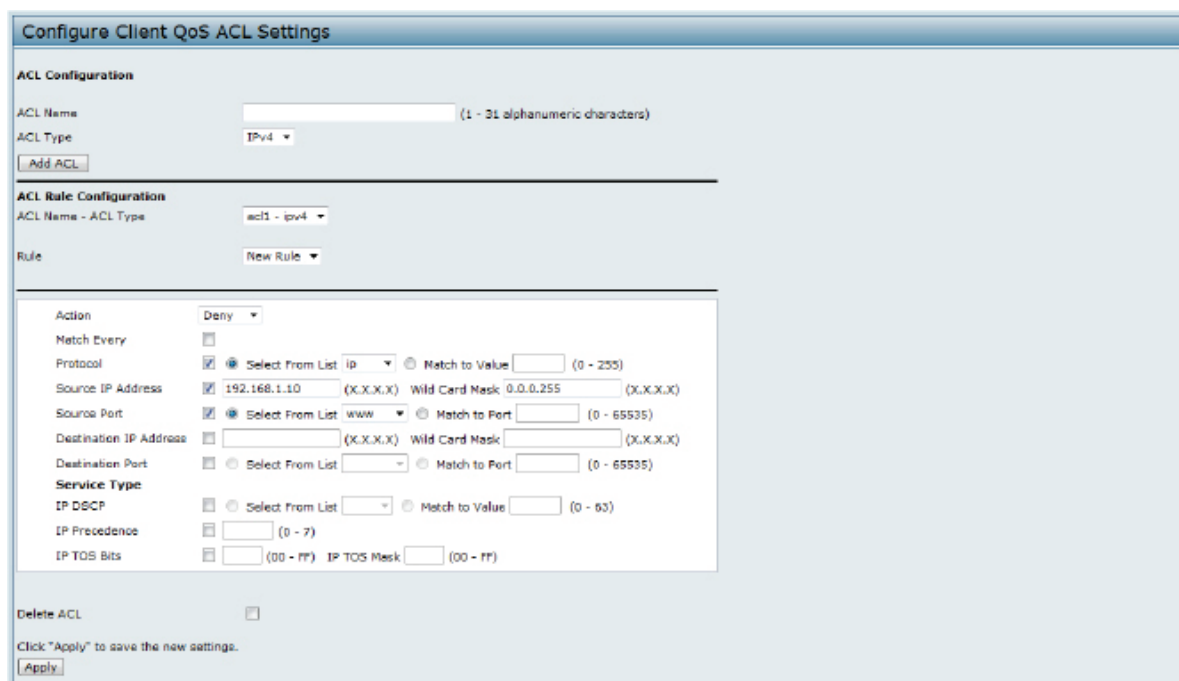 Configure Client QoS ACL Settings
ACL Configuration
ACL Name (1 - 31 alphanumeric characters)
ACL Type IPv4
Add ACL
ACL Rule Configuration
ACL Name - ACL Type acl1 - ipv4
Rule New Rule
Action Deny
Match Every
Protocol Select From List ip Match to Value (0 - 255)
Source IP Address 192.168.1.10 (X.X.X.X) Wild Card Mask 0.0.0.255 (X.X.X.X)
Source Port Select From List www Match to Port (0 - 65535)
Destination IP Address (X.X.X.X) Wild Card Mask (X.X.X.X)
Destination Port Select From List Match to Port (0 - 65535)
Service Type
IP DSCP Select From List Match to Value (0 - 63)
IP Precedence (0 - 7)
IP TOS Bits (00 - FF) IP TOS Mask (00 - FF)
Delete ACL
Click "Apply" to save the new settings.
Apply